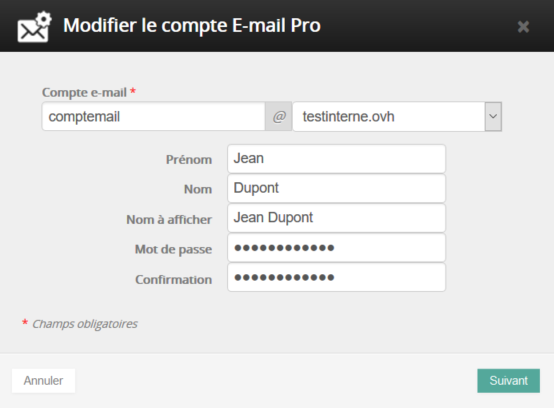 Modifier le compte E-mail Pro ×
Compte e-mail *
comptemail @ testinterne.ovh
Prénom Jean
Nom Dupont
Nom à afficher Jean Dupont
Mot de passe ●●●●●●●●●●●●
Confirmation ●●●●●●●●●●●●
* Champs obligatoires
Annuler Suivant